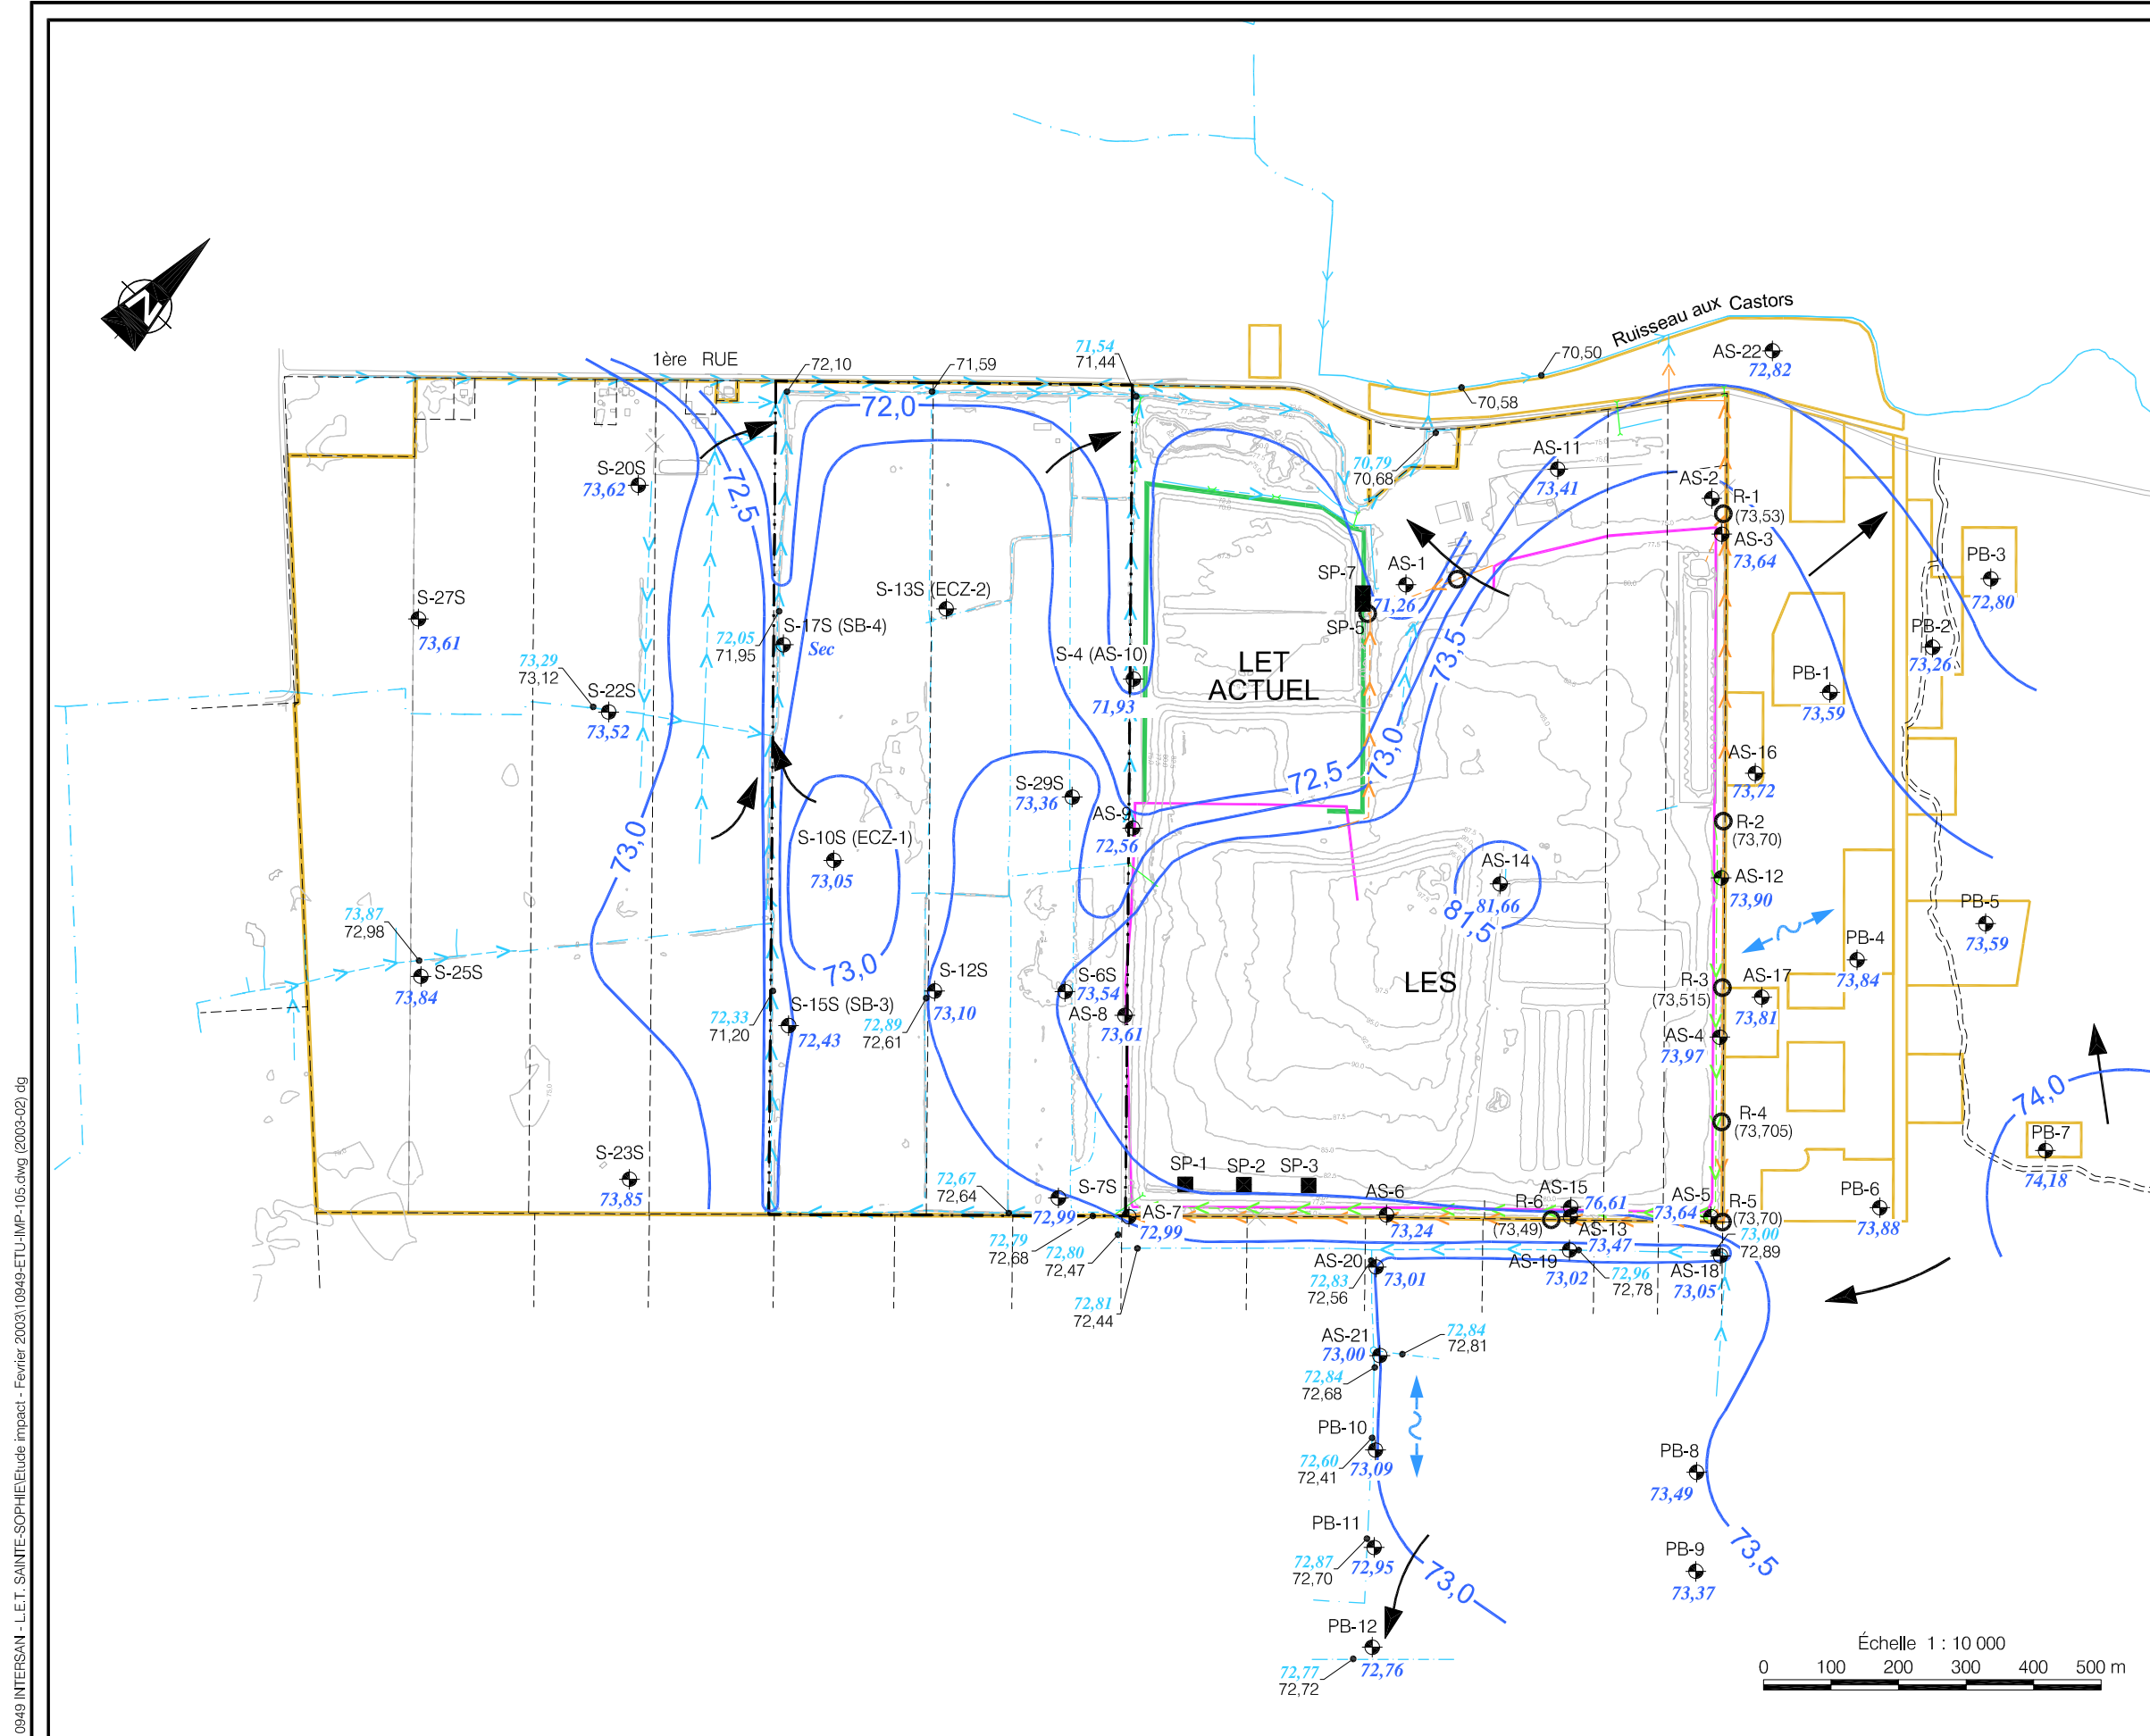 1ère RUE
72,10
71,59
71,54
71,44
72,0
Ruisseau aux Castors
70,50
70,58
AS-22
72,82
70,79
70,68
AS-11
73,41
AS-2
R-1
(73,53)
AS-3
73,64
S-20S
73,62
72,5
S-27S
73,61
S-13S (ECZ-2)
S-17S (SB-4)
Sec
72,05
71,95
SP-7
AS-1
71,26
SP-5
PB-3
72,80
PB-2
73,26
PB-1
73,59
S-4 (AS-10)
71,93
LET
ACTUEL
73,5
73,0
72,5
73,29
73,12
S-22S
73,52
S-29S
73,36
AS-9
72,56
AS-16
73,72
R-2
(73,70)
73,0
S-10S (ECZ-1)
73,05
73,0
AS-14
81,66
81,5
AS-12
73,90
PB-5
73,59
PB-4
73,84
73,87
72,98
S-25S
73,84
S-12S
73,10
S-6S
73,54
AS-8
73,61
LES
R-3
(73,515)
AS-17
73,81
AS-4
73,97
72,33
71,20
S-15S (SB-3)
72,43
72,89
72,61
R-4
(73,705)
74,0
PB-7
74,18
S-23S
73,85
72,67
72,64
S-7S
72,99
AS-7
72,99
SP-1
SP-2
SP-3
AS-6
73,24
AS-15
76,61
R-6
(73,49)
AS-13
73,47
AS-5
73,64
R-5
(73,70)
73,00
72,89
PB-6
73,88
72,79
72,68
72,80
72,47
72,81
72,44
AS-20
73,01
72,83
72,56
AS-19
73,02
72,96
72,78
AS-18
73,05
AS-21
73,00
72,84
72,81
72,84
72,68
PB-10
73,09
72,60
72,41
PB-8
73,49
PB-11
72,95
72,87
72,70
73,0
73,5
PB-9
73,37
PB-12
72,76
72,77
72,72
Échelle 1 : 10 000
0 100 200 300 400 500 m
N
0949 INTERSAN - L.E.T. SAINTE-SOPHIE\Etude impact - Fevrier 2003\10949-ETU-IMP-105.dwg (2003-02) dg